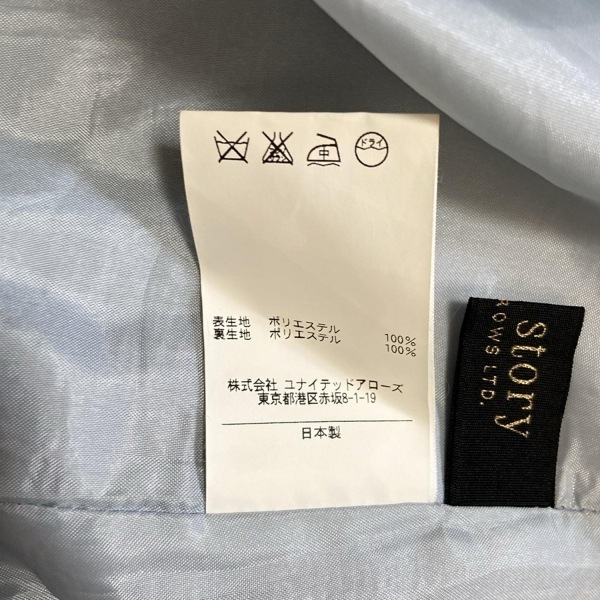 中
ドライ
表生地 ポリエステル 100%
裏生地 ポリエステル 100%
株式会社 ユナイテッドアローズ
東京都港区赤坂8-1-19
日本製
story
ROWS LTD.